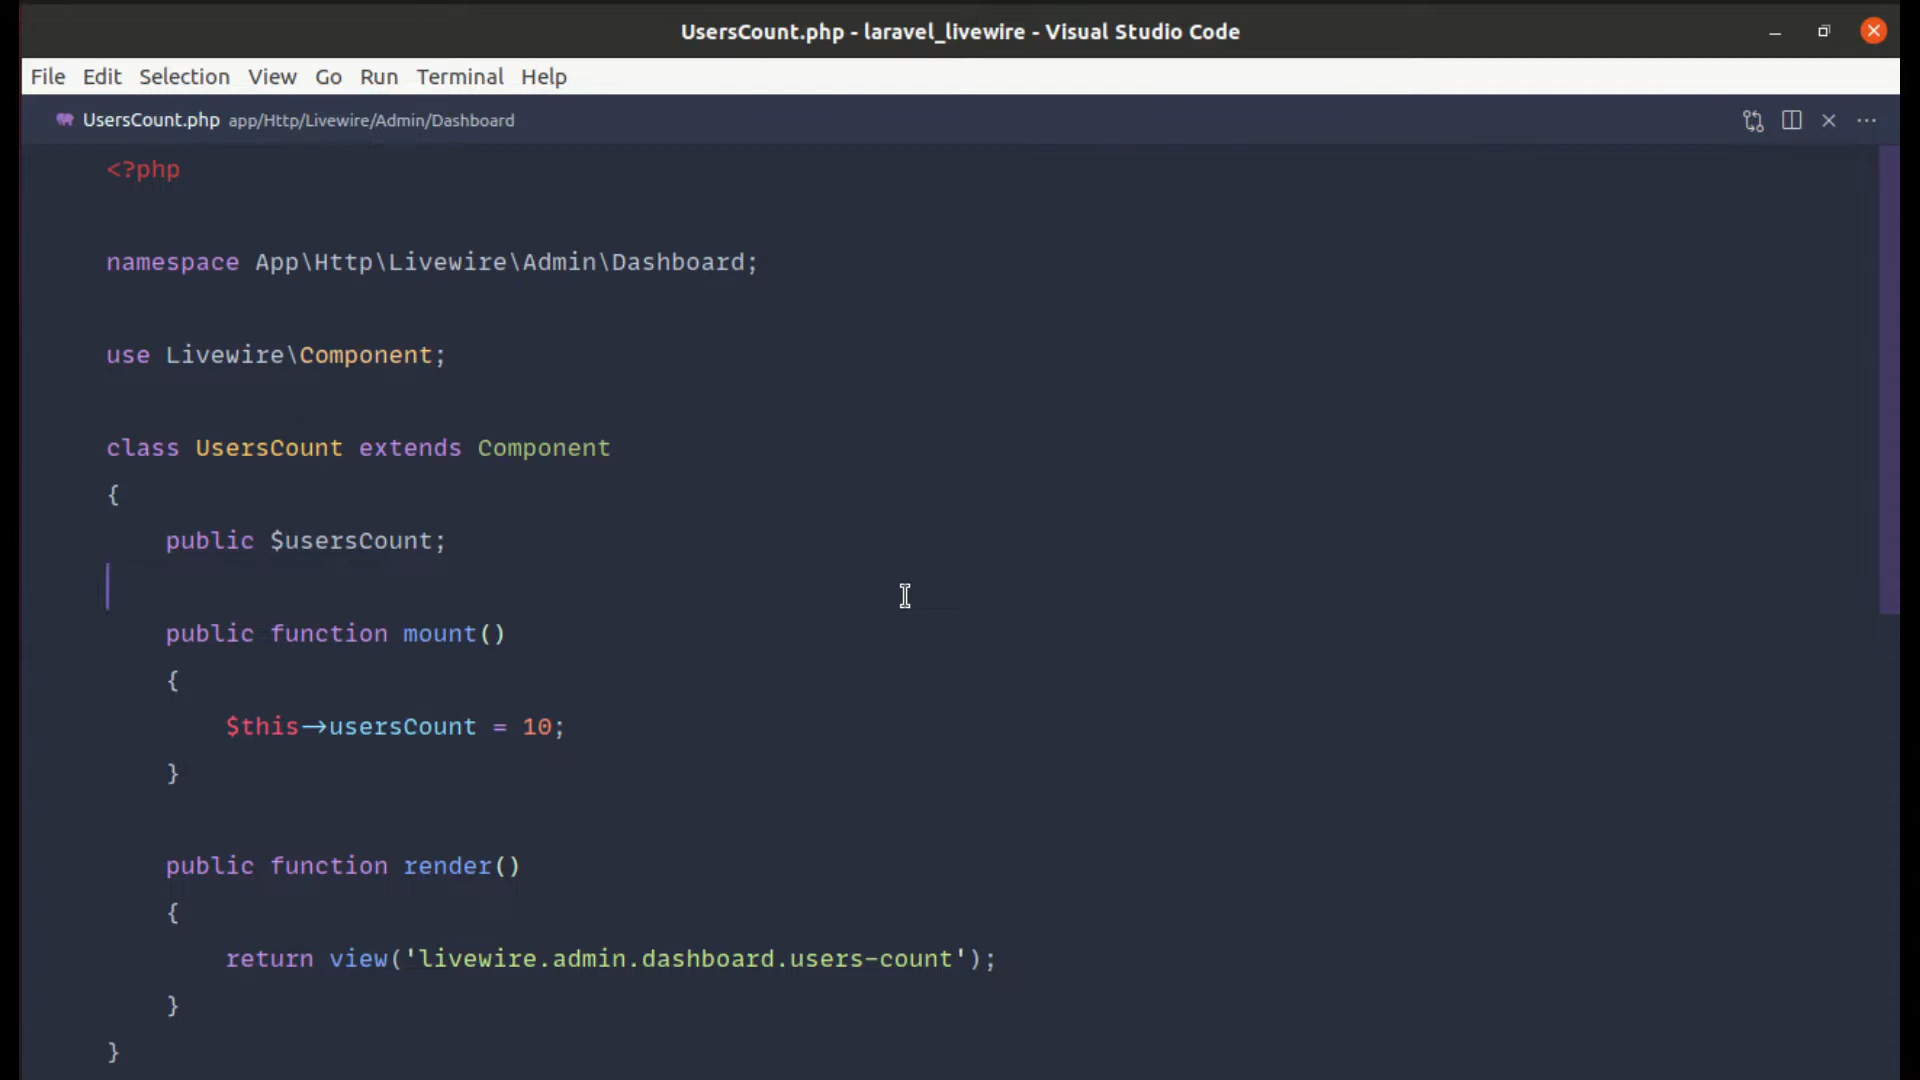 UsersCount.php - laravel_livewire - Visual Studio Code
File Edit Selection View Go Run Terminal Help
UsersCount.php app/Http/Livewire/Admin/Dashboard
<?php
namespace App\Http\Livewire\Admin\Dashboard;
use Livewire\Component;
class UsersCount extends Component
{
    public $usersCount;
    public function mount()
    {
        $this->usersCount = 10;
    }
    public function render()
    {
        return view('livewire.admin.dashboard.users-count');
    }
}